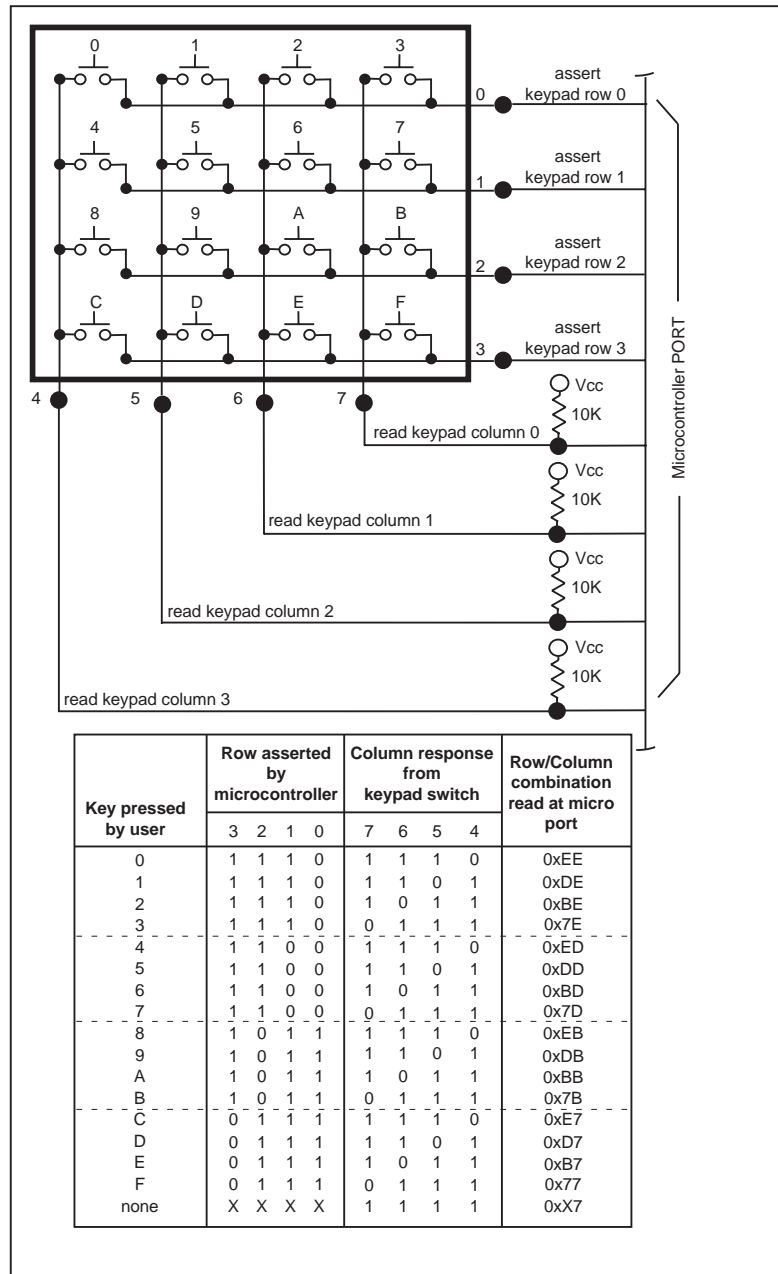 0 1 2 3
0 assert keypad row 0
4 5 6 7
1 assert keypad row 1
8 9 A B
2 assert keypad row 2
C D E F
3 assert keypad row 3
4 5 6 7
Microcontroller PORT
Vcc
10K
read keypad column 0
Vcc
10K
read keypad column 1
Vcc
10K
read keypad column 2
Vcc
10K
read keypad column 3
Key pressed by user
Row asserted by microcontroller
Column response from keypad switch
Row/Column combination read at micro port
3 2 1 0 7 6 5 4
0 1 1 1 0 1 1 1 0 0xEE
1 1 1 1 0 1 1 0 1 0xDE
2 1 1 1 0 1 0 1 1 0xBE
3 1 1 1 0 0 1 1 1 0x7E
4 1 1 0 0 1 1 1 0 0xED
5 1 1 0 0 1 1 0 1 0xDD
6 1 1 0 0 1 0 1 1 0xBD
7 1 1 0 0 0 1 1 1 0x7D
8 1 0 1 1 1 1 1 0 0xEB
9 1 0 1 1 1 1 0 1 0xDB
A 1 0 1 1 1 0 1 1 0xBB
B 1 0 1 1 0 1 1 1 0x7B
C 0 1 1 1 1 1 1 0 0xE7
D 0 1 1 1 1 1 0 1 0xD7
E 0 1 1 1 1 0 1 1 0xB7
F 0 1 1 1 0 1 1 1 0x77
none X X X X 1 1 1 1 0xX7